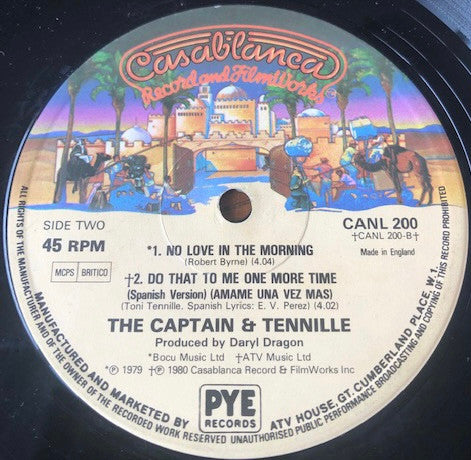 Casablanca
Record and FilmWorks
SIDE TWO
45 RPM
MCPS BRITICO
CANL 200
†CANL 200-B†
Made in England
*1. NO LOVE IN THE MORNING
(Robert Byrne) (4.04)
†2. DO THAT TO ME ONE MORE TIME
(Spanish Version) (AMAME UNA VEZ MAS)
(Toni Tennille. Spanish Lyrics: E. V. Perez) (4.02)
THE CAPTAIN & TENNILLE
Produced by Daryl Dragon
*Bocu Music Ltd †ATV Music Ltd
*℗ 1979 †℗ 1980 Casablanca Record & FilmWorks Inc
PYE
RECORDS
MANUFACTURED AND MARKETED BY
ATV HOUSE, GT. CUMBERLAND PLACE, W.1.
ALL RIGHTS OF THE MANUFACTURER AND OF THE OWNER OF THE RECORDED WORK RESERVED UNAUTHORISED PUBLIC PERFORMANCE BROADCASTING AND COPYING OF THIS RECORD PROHIBITED